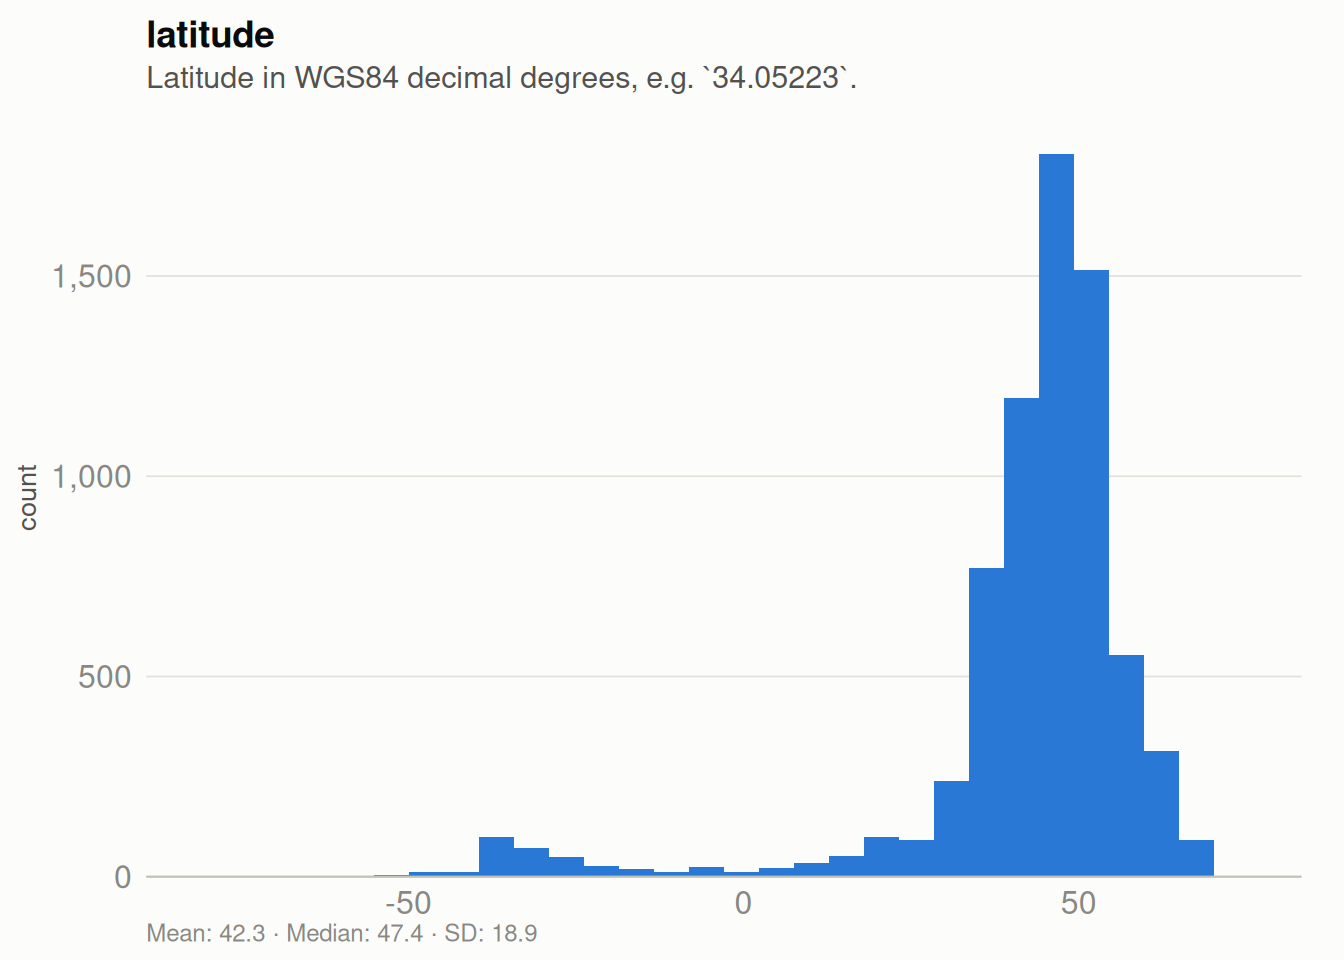 latitude
Latitude in WGS84 decimal degrees, e.g. `34.05223`.
count
1,500
1,000
500
0
-50 0 50
Mean: 42.3 · Median: 47.4 · SD: 18.9